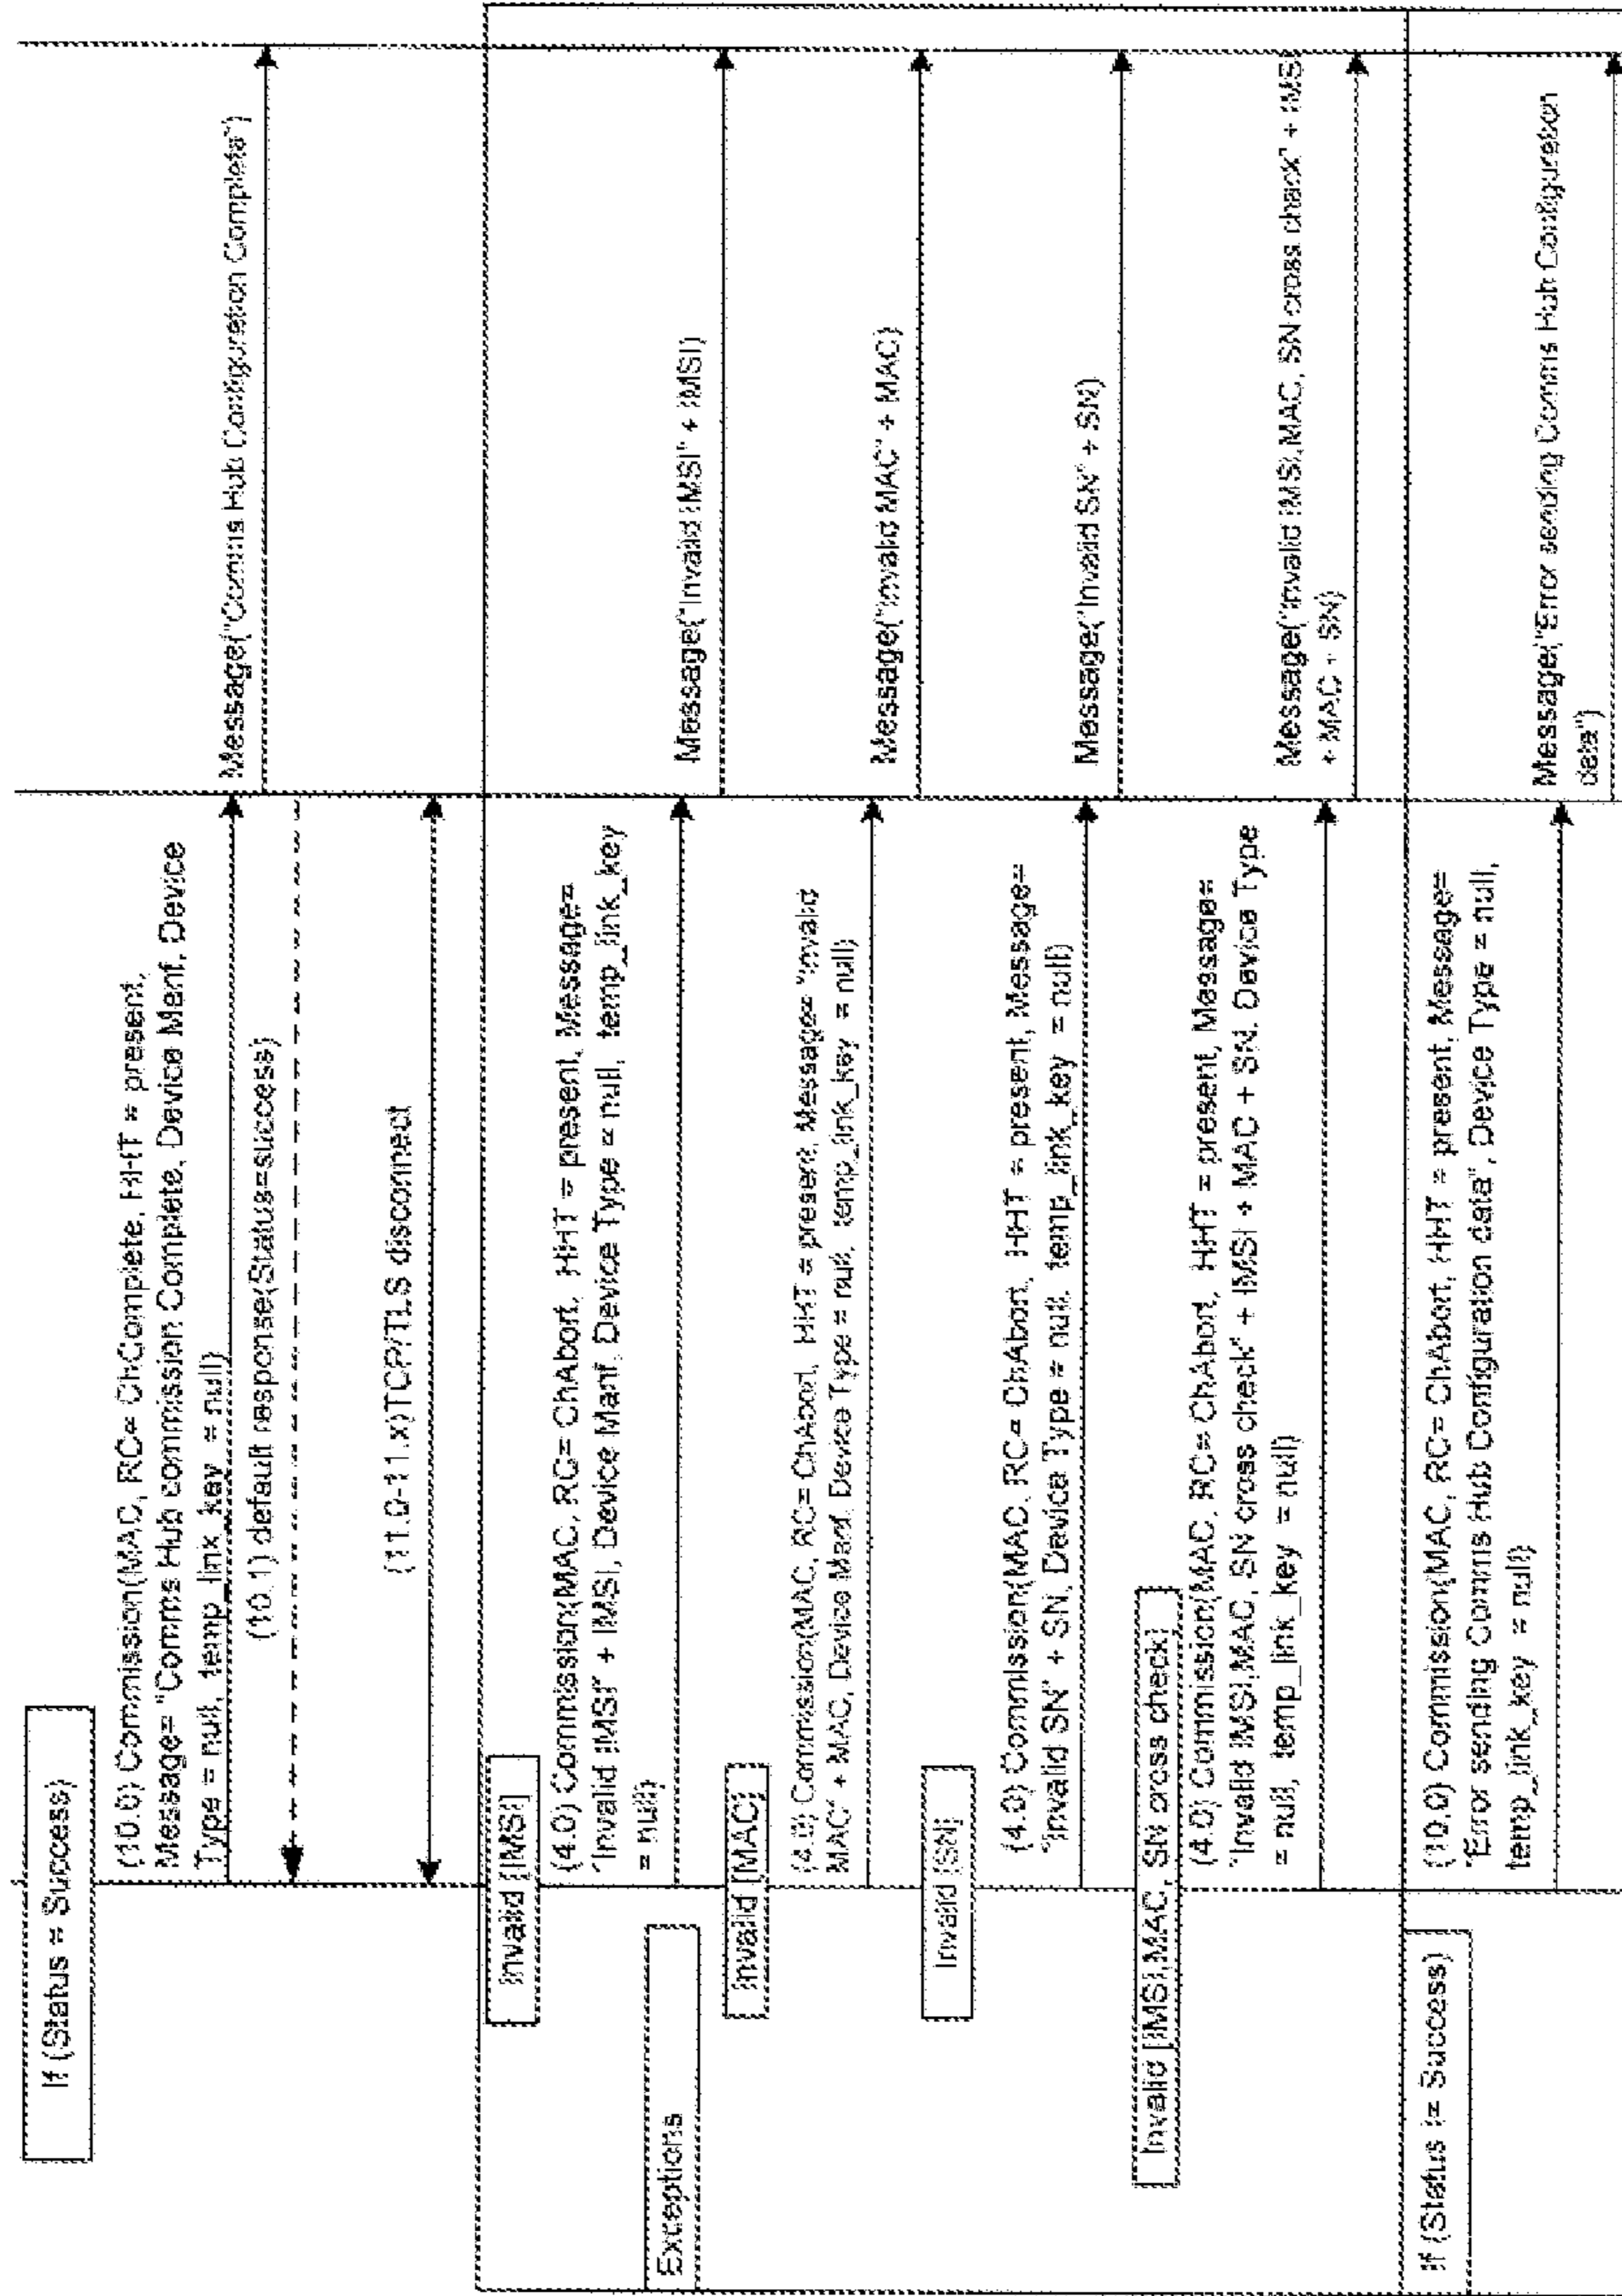 If (Status = Success)
(10.0) Commission(MAC, RC= ChComplete, HHT = present,
Message= "Comms Hub commission Complete, Device Manf, Device
Type = null, temp_link_key = null)
Message("Comms Hub Configuration Complete")
(10.1) default response(Status=success)
(11.0-11.x)TCP/TLS disconnect
Exceptions
Invalid [IMSI]
(4.0) Commission(MAC, RC= ChAbort, HHT = present, Message=
"Invalid IMSI" + IMSI, Device Manf, Device Type = null, temp_link_key
= null)
Message("Invalid IMSI" + IMSI)
Invalid [MAC]
(4.0) Commission(MAC, RC= ChAbort, HHT = present, Message= "Invalid
MAC" + MAC, Device Manf, Device Type = null, temp_link_key = null)
Message("Invalid MAC" + MAC)
Invalid [SN]
(4.0) Commission(MAC, RC= ChAbort, HHT = present, Message=
"Invalid SN" + SN, Device Type = null, temp_link_key = null)
Message("Invalid SN" + SN)
Invalid [IMSI,MAC, SN cross check]
(4.0) Commission(MAC, RC= ChAbort, HHT = present, Message=
"Invalid IMSI,MAC, SN cross check" + IMSI + MAC + SN, Device Type
= null, temp_link_key = null)
Message("Invalid IMSI,MAC, SN cross check" + IMSI
+ MAC + SN)
If (Status != Success)
(10.0) Commission(MAC, RC= ChAbort, HHT = present, Message=
"Error sending Comms Hub Configuration data", Device Type = null,
temp_link_key = null)
Message("Error sending Comms Hub Configuration
data")